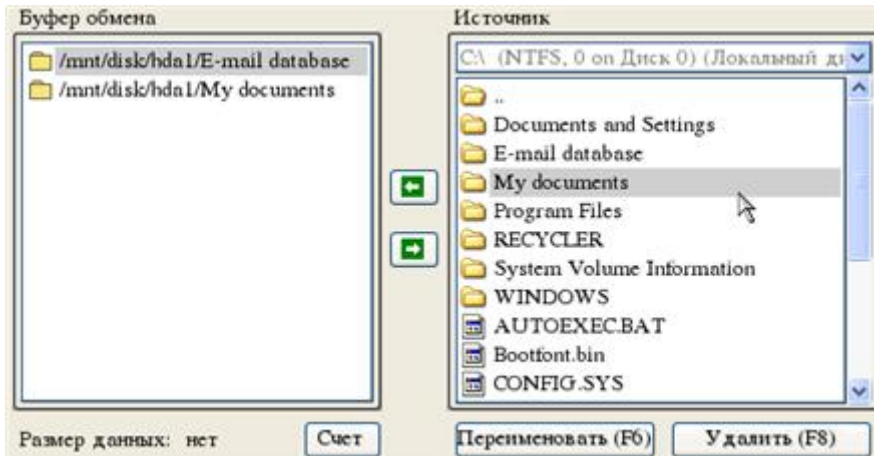 Буфер обмена
/mnt/disk/hda1/E-mail database
/mnt/disk/hda1/My documents
Размер данных: нет
Счет
Источник
C:\ (NTFS, 0 on Диск 0) (Локальный ди
..
Documents and Settings
E-mail database
My documents
Program Files
RECYCLER
System Volume Information
WINDOWS
AUTOEXEC.BAT
Bootfont.bin
CONFIG.SYS
Переименовать (F6)
Удалить (F8)